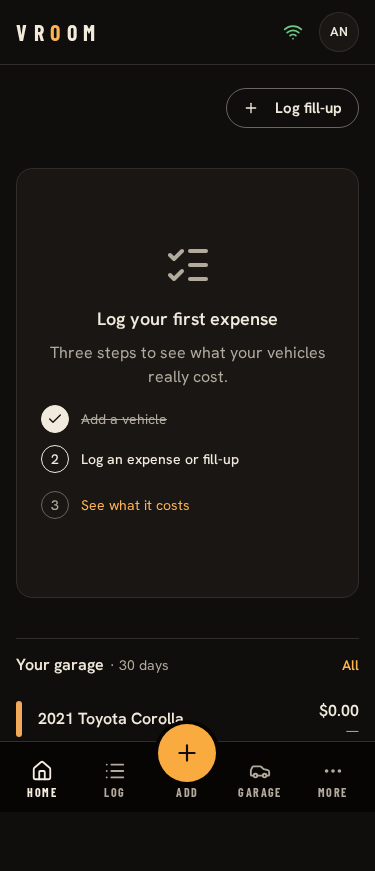 VROOM
AN
+ Log fill-up
Log your first expense
Three steps to see what your vehicles
really cost.
Add a vehicle
2 Log an expense or fill-up
3 See what it costs
Your garage · 30 days All
2021 Toyota Corolla $0.00
—
HOME LOG ADD GARAGE MORE